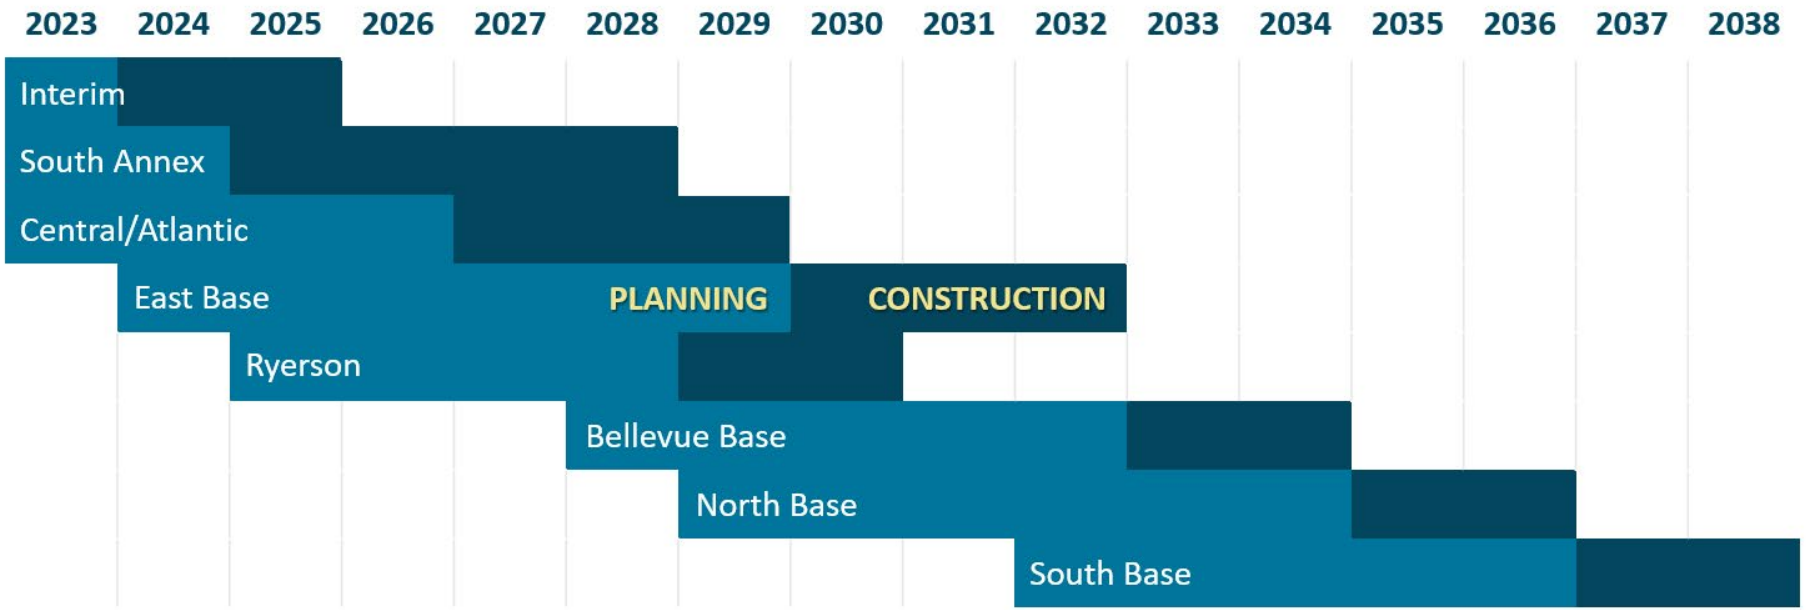 2023 2024 2025 2026 2027 2028 2029 2030 2031 2032 2033 2034 2035 2036 2037 2038
Interim
South Annex
Central/Atlantic
East Base PLANNING CONSTRUCTION
Ryerson
Bellevue Base
North Base
South Base